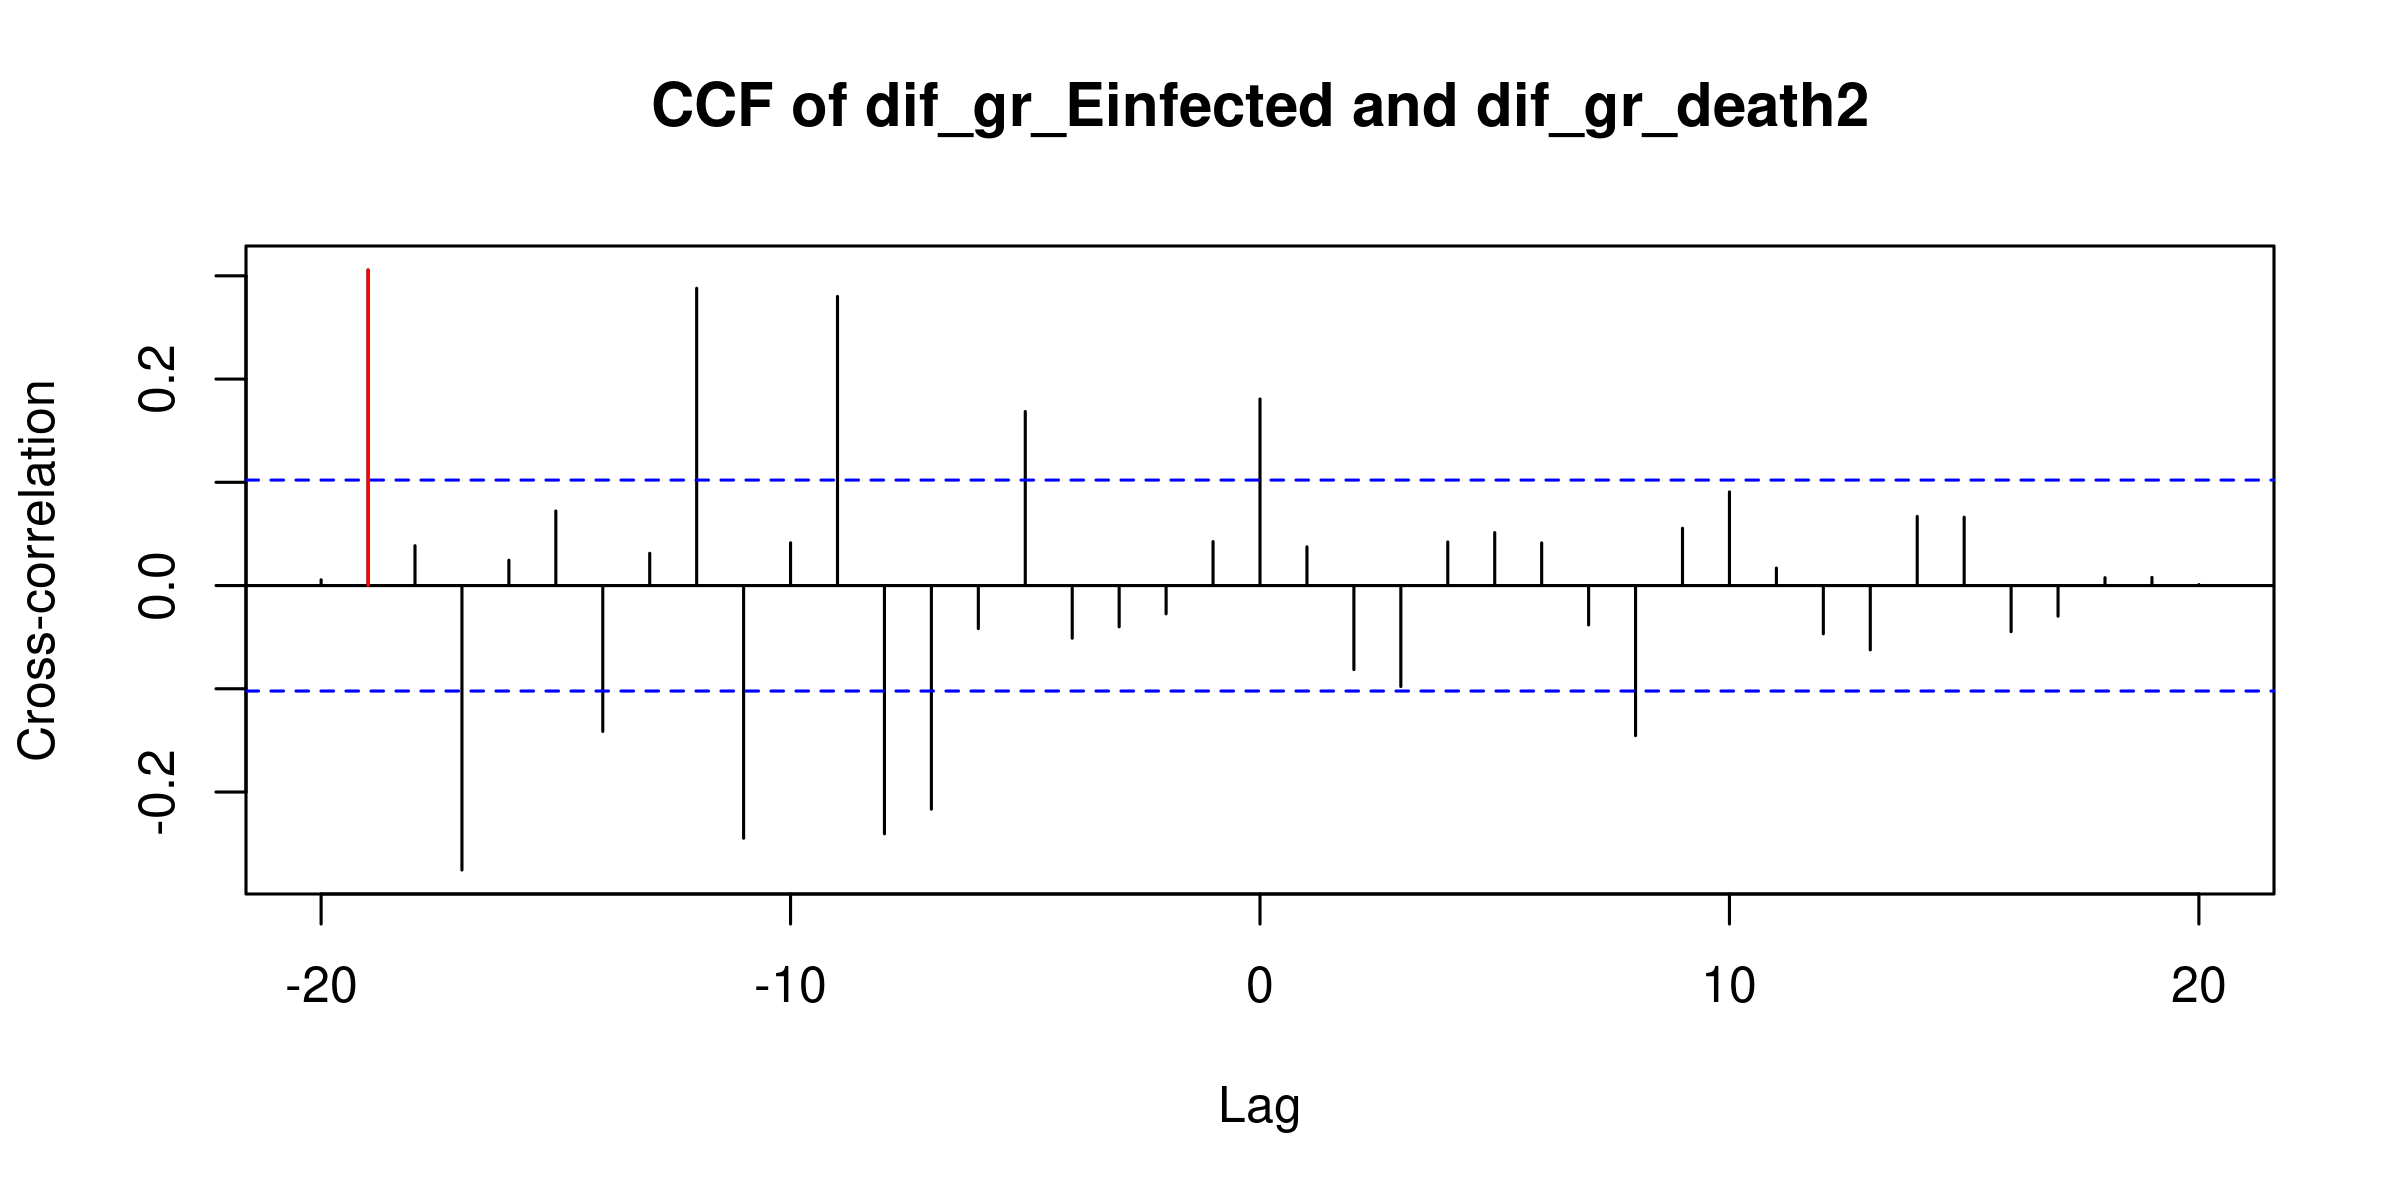 CCF of dif_gr_Einfected and dif_gr_death2
Cross-correlation
0.2
0.0
-0.2
-20 -10 0 10 20
Lag